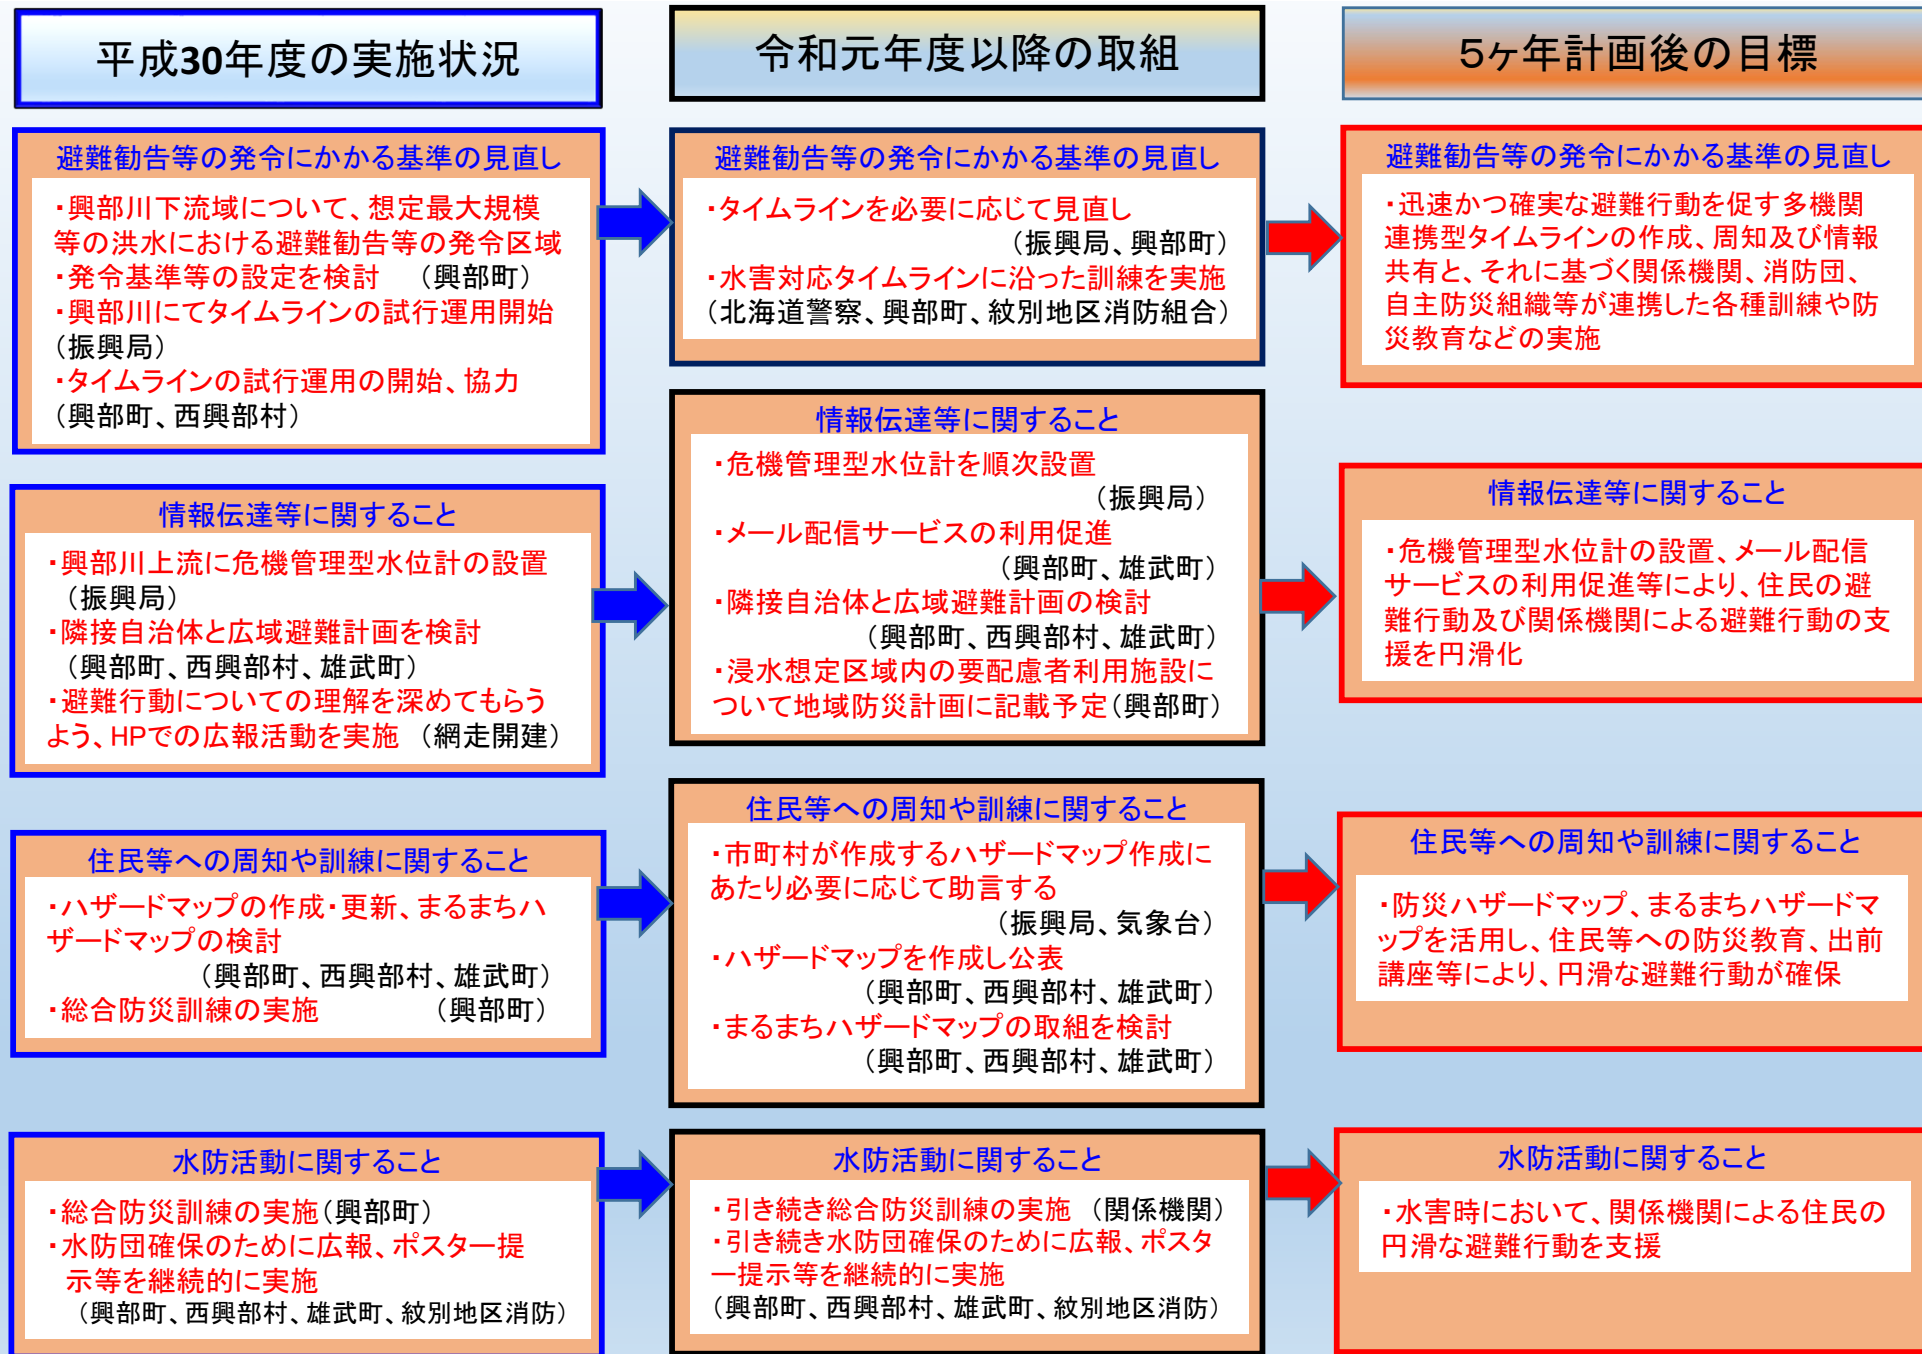 平成30年度の実施状況
避難勧告等の発令にかかる基準の見直し
・興部川下流域について、想定最大規模
等の洪水における避難勧告等の発令区域
・発令基準等の設定を検討　（興部町）
・興部川にてタイムラインの試行運用開始
（振興局）
・タイムラインの試行運用の開始、協力
（興部町、西興部村）
情報伝達等に関すること
・興部川上流に危機管理型水位計の設置
（振興局）
・隣接自治体と広域避難計画を検討
（興部町、西興部村、雄武町）
・避難行動についての理解を深めてもらう
よう、HPでの広報活動を実施　（網走開建）
住民等への周知や訓練に関すること
・ハザードマップの作成・更新、まるまちハ
ザードマップの検討
（興部町、西興部村、雄武町）
・総合防災訓練の実施　　　　（興部町）
水防活動に関すること
・総合防災訓練の実施（興部町）
・水防団確保のために広報、ポスター提
示等を継続的に実施
（興部町、西興部村、雄武町、紋別地区消防）
令和元年度以降の取組
避難勧告等の発令にかかる基準の見直し
・タイムラインを必要に応じて見直し
（振興局、興部町）
・水害対応タイムラインに沿った訓練を実施
（北海道警察、興部町、紋別地区消防組合）
情報伝達等に関すること
・危機管理型水位計を順次設置
（振興局）
・メール配信サービスの利用促進
（興部町、雄武町）
・隣接自治体と広域避難計画の検討
（興部町、西興部村、雄武町）
・浸水想定区域内の要配慮者利用施設に
ついて地域防災計画に記載予定（興部町）
住民等への周知や訓練に関すること
・市町村が作成するハザードマップ作成に
あたり必要に応じて助言する
（振興局、気象台）
・ハザードマップを作成し公表
（興部町、西興部村、雄武町）
・まるまちハザードマップの取組を検討
（興部町、西興部村、雄武町）
水防活動に関すること
・引き続き総合防災訓練の実施　（関係機関）
・引き続き水防団確保のために広報、ポスタ
ー提示等を継続的に実施
（興部町、西興部村、雄武町、紋別地区消防）
５ヶ年計画後の目標
避難勧告等の発令にかかる基準の見直し
・迅速かつ確実な避難行動を促す多機関
連携型タイムラインの作成、周知及び情報
共有と、それに基づく関係機関、消防団、
自主防災組織等が連携した各種訓練や防
災教育などの実施
情報伝達等に関すること
・危機管理型水位計の設置、メール配信
サービスの利用促進等により、住民の避
難行動及び関係機関による避難行動の支
援を円滑化
住民等への周知や訓練に関すること
・防災ハザードマップ、まるまちハザードマ
ップを活用し、住民等への防災教育、出前
講座等により、円滑な避難行動が確保
水防活動に関すること
・水害時において、関係機関による住民の
円滑な避難行動を支援